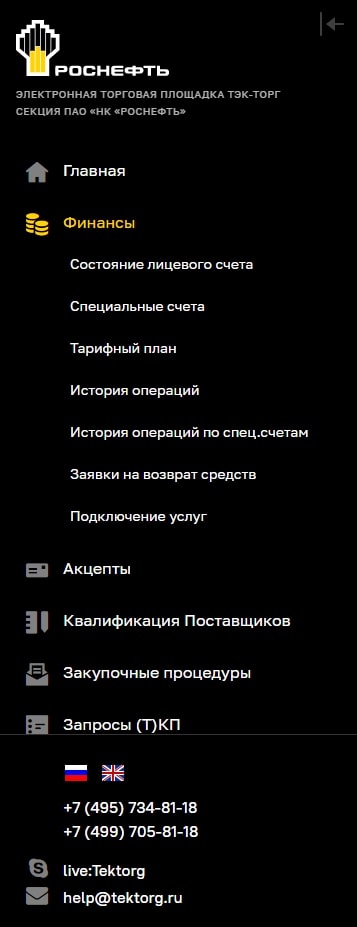 РОСНЕФТЬ
ЭЛЕКТРОННАЯ ТОРГОВАЯ ПЛОЩАДКА ТЭК-ТОРГ
СЕКЦИЯ ПАО «НК «РОСНЕФТЬ»
Главная
Финансы
Состояние лицевого счета
Специальные счета
Тарифный план
История операций
История операций по спец.счетам
Заявки на возврат средств
Подключение услуг
Акцепты
Квалификация Поставщиков
Закупочные процедуры
Запросы (Т)КП
+7 (495) 734-81-18
+7 (499) 705-81-18
live:Tektorg
help@tektorg.ru